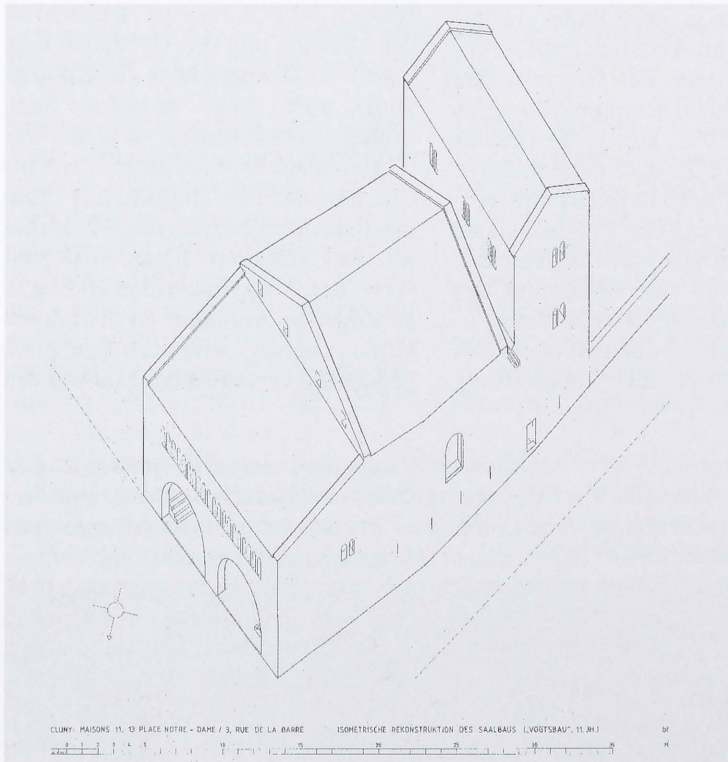 CLUNY: MAISONS 11, 13 PLACE NOTRE - DAME / 3, RUE DE LA BARRE ISOMETRISCHE REKONSTRUKTION DES SAALBAUS („VOGTSBAU“, 11. JH.)
0 1 2 3 4 5 10 15 20 25 30 35 M